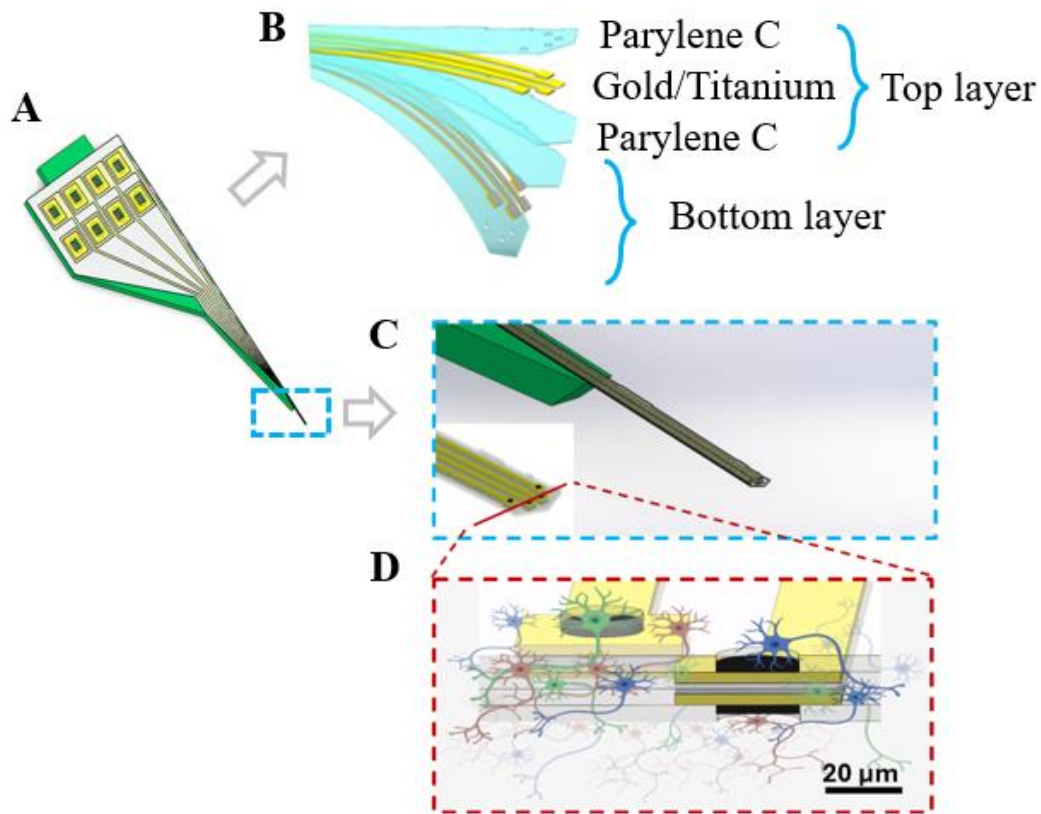 A
B
Parylene C
Gold/Titanium
Parylene C
Top layer
Bottom layer
C
D
20 µm